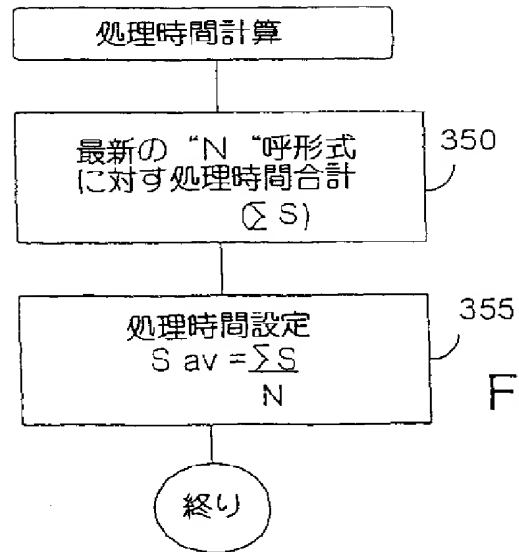 処理時間計算
最新の "N "呼形式
に対す処理時間合計
(∑ S)
350
処理時間設定
S av = ∑S
N
355
F
終り